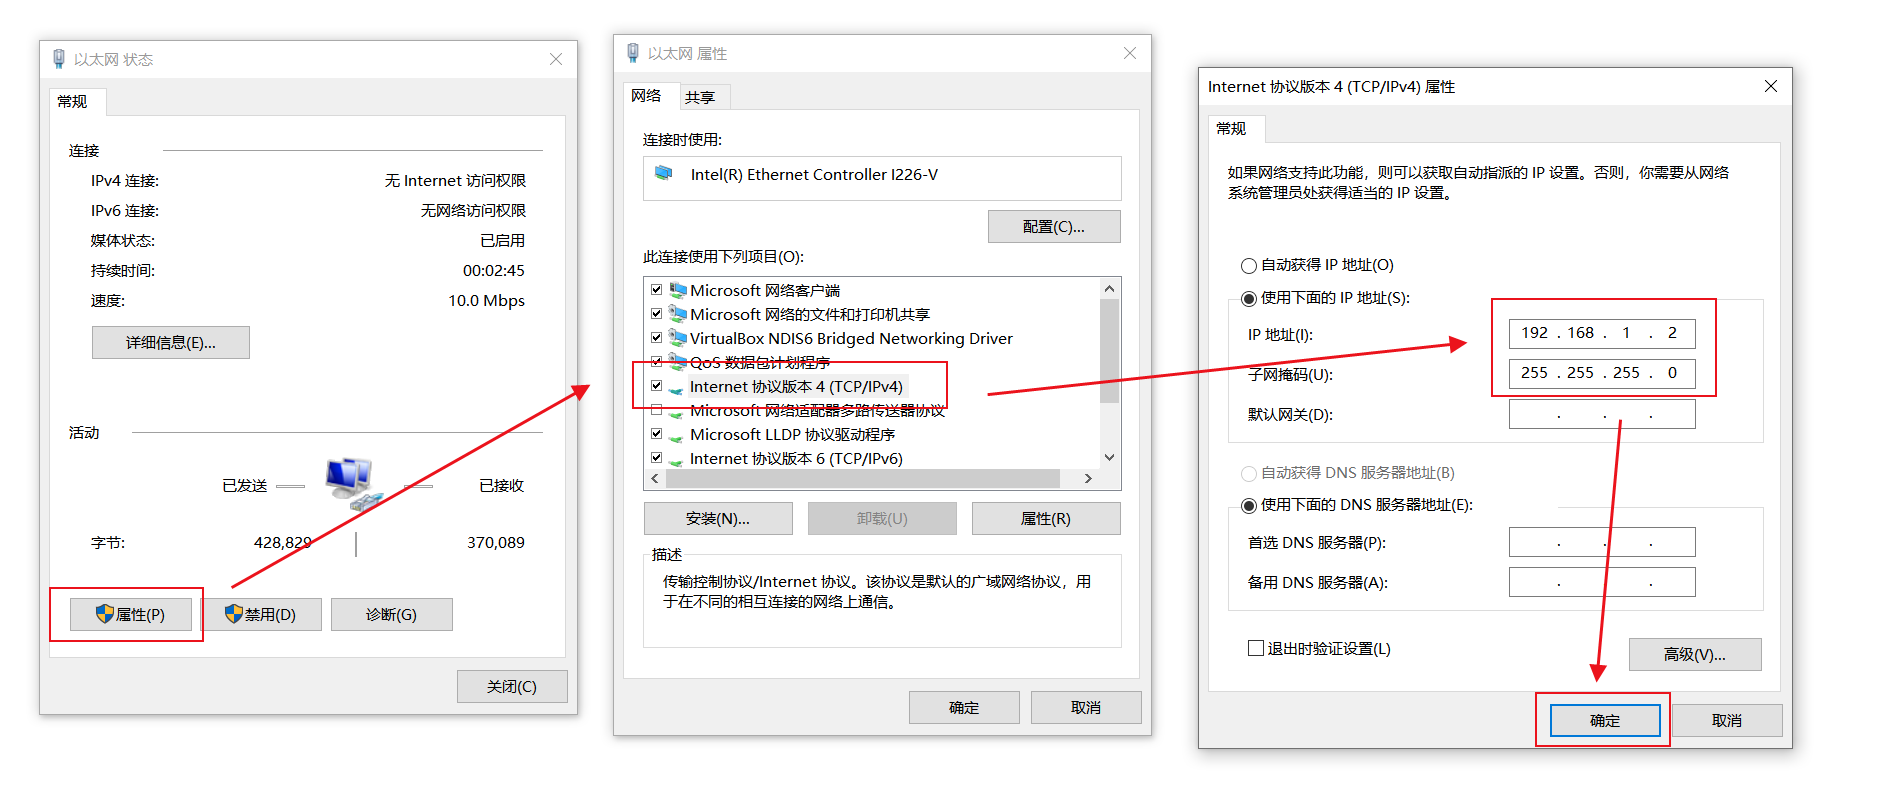 以太网 状态
常规
连接
IPv4 连接:
无 Internet 访问权限
IPv6 连接:
无网络访问权限
媒体状态:
已启用
持续时间:
00:02:45
速度:
10.0 Mbps
详细信息(E)...
活动
已发送
已接收
字节:
428,829
370,089
属性(P)
禁用(D)
诊断(G)
关闭(C)
以太网 属性
网络
共享
连接时使用:
Intel(R) Ethernet Controller I226-V
配置(C)...
此连接使用下列项目(O):
Microsoft 网络客户端
Microsoft 网络的文件和打印机共享
VirtualBox NDIS6 Bridged Networking Driver
QoS 数据包计划程序
Internet 协议版本 4 (TCP/IPv4)
Microsoft 网络适配器多路传送器协议
Microsoft LLDP 协议驱动程序
Internet 协议版本 6 (TCP/IPv6)
安装(N)...
卸载(U)
属性(R)
描述
传输控制协议/Internet 协议。该协议是默认的广域网络协议，用
于在不同的相互连接的网络上通信。
确定
取消
Internet 协议版本 4 (TCP/IPv4) 属性
常规
如果网络支持此功能，则可以获取自动指派的 IP 设置。否则，你需要从网络
系统管理员处获得适当的 IP 设置。
自动获得 IP 地址(O)
使用下面的 IP 地址(S):
IP 地址(I):
192 . 168 . 1 . 2
子网掩码(U):
255 . 255 . 255 . 0
默认网关(D):
. . .
自动获得 DNS 服务器地址(B)
使用下面的 DNS 服务器地址(E):
首选 DNS 服务器(P):
. . .
备用 DNS 服务器(A):
. . .
退出时验证设置(L)
高级(V)...
确定
取消